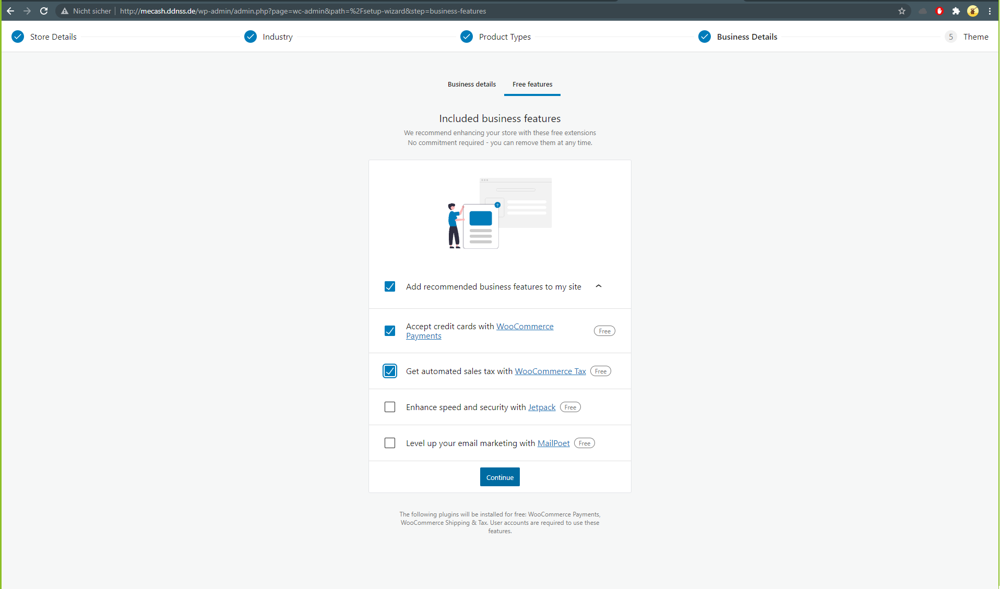 Nicht sicher
http://mecash.ddnss.de/wp-admin/admin.php?page=wc-admin&path=%2Fsetup-wizard&step=business-features
Store Details
Industry
Product Types
Business Details
5 Theme
Business details
Free features
Included business features
We recommend enhancing your store with these free extensions
No commitment required - you can remove them at any time.
Add recommended business features to my site
Accept credit cards with WooCommerce
Payments
Free
Get automated sales tax with WooCommerce Tax Free
Enhance speed and security with Jetpack Free
Level up your email marketing with MailPoet Free
Continue
The following plugins will be installed for free: WooCommerce Payments,
WooCommerce Shipping & Tax. User accounts are required to use these
features.